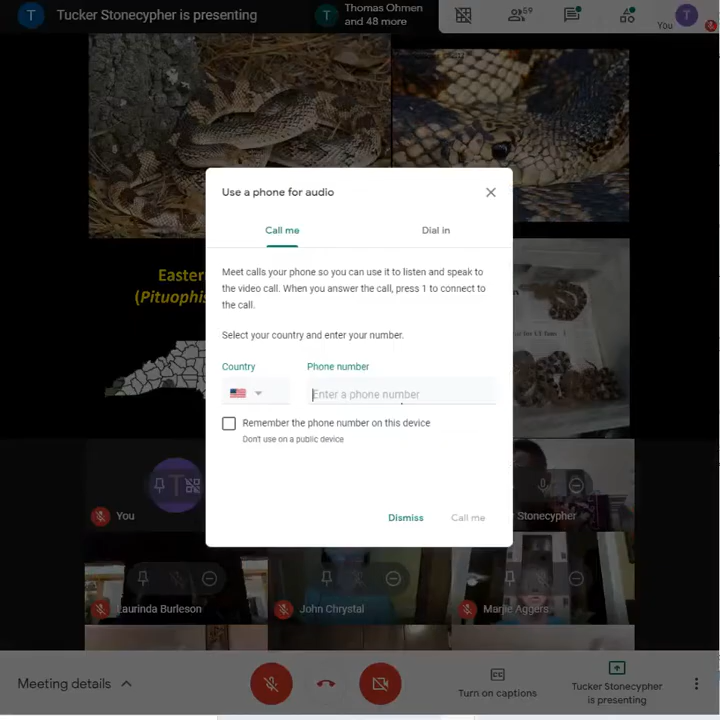 T
Tucker Stonecypher is presenting
T
Thomas Ohmen
and 48 more
69
You
T
Use a phone for audio
Call me
Dial in
Meet calls your phone so you can use it to listen and speak to
the video call. When you answer the call, press 1 to connect to
the call.
Select your country and enter your number.
Country
Phone number
Enter a phone number
Remember the phone number on this device
Don't use on a public device
Dismiss
Call me
Easter
(Pituophis
T
You
Stonecypher
Laurinda Burleson
John Chrystal
Marjie Aggers
Meeting details
Turn on captions
Tucker Stonecypher
is presenting